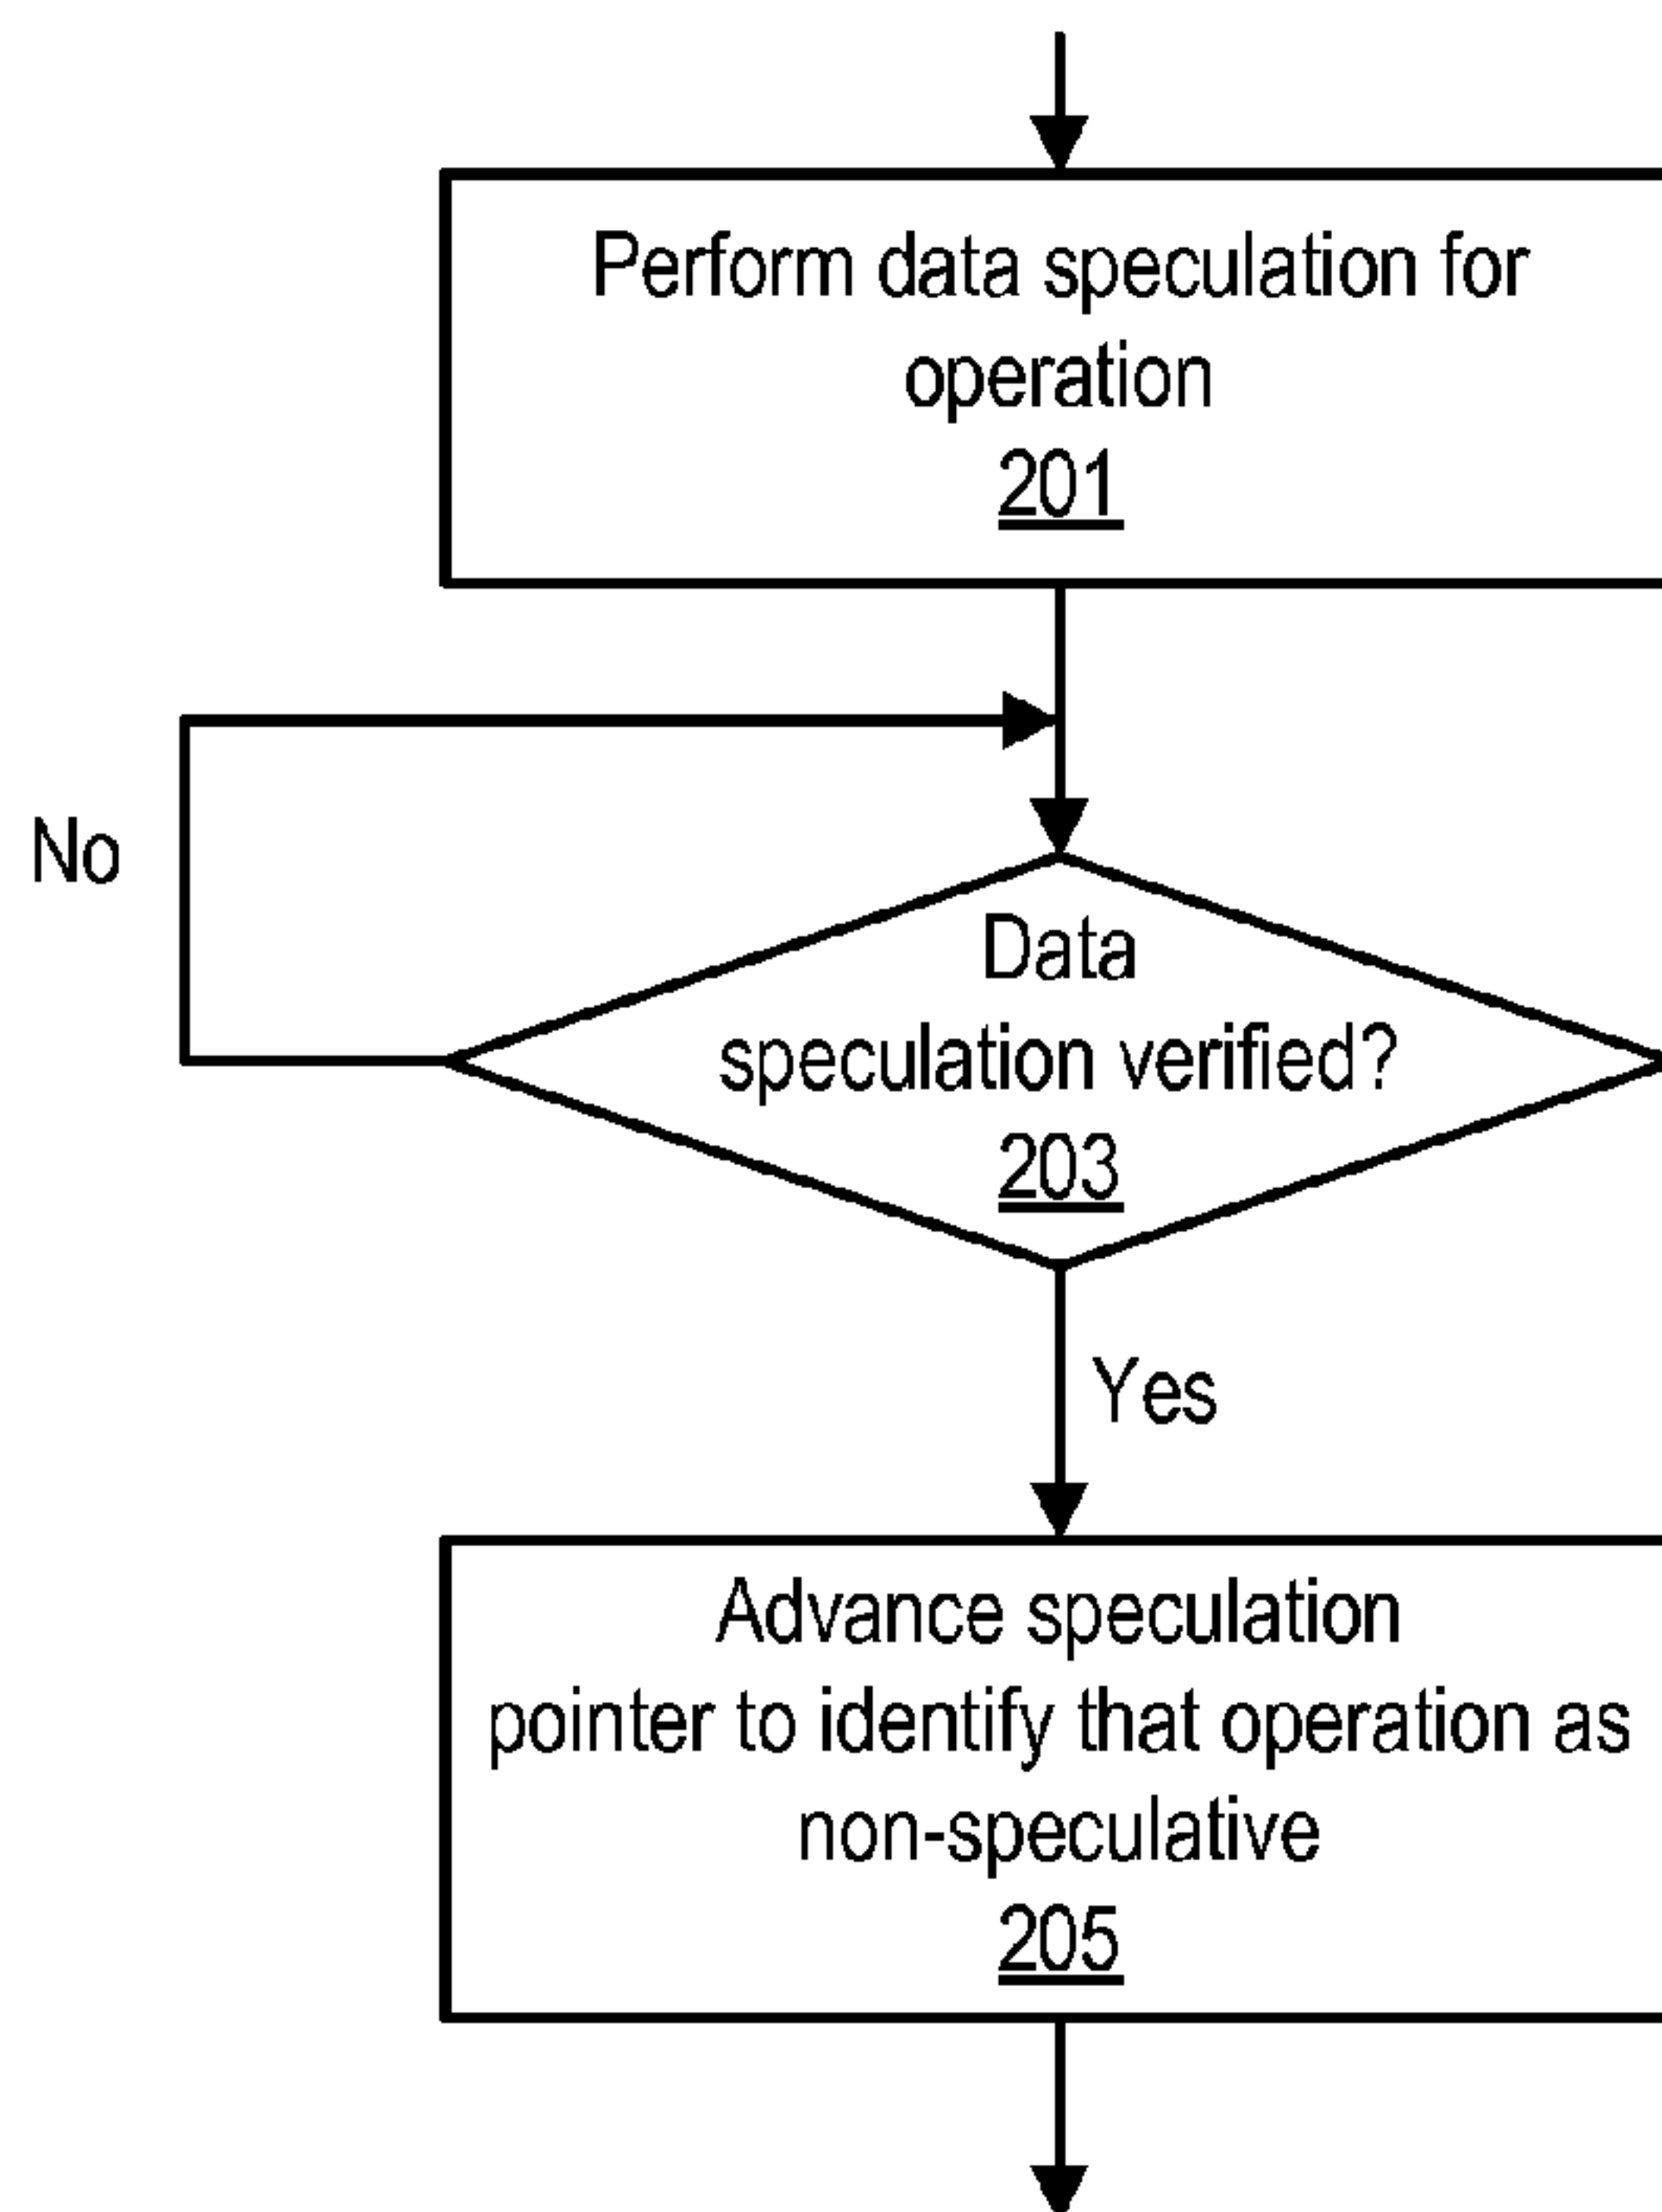 Perform data speculation for
operation
201
No
Data
speculation verified?
203
Yes
Advance speculation
pointer to identify that operation as
non-speculative
205